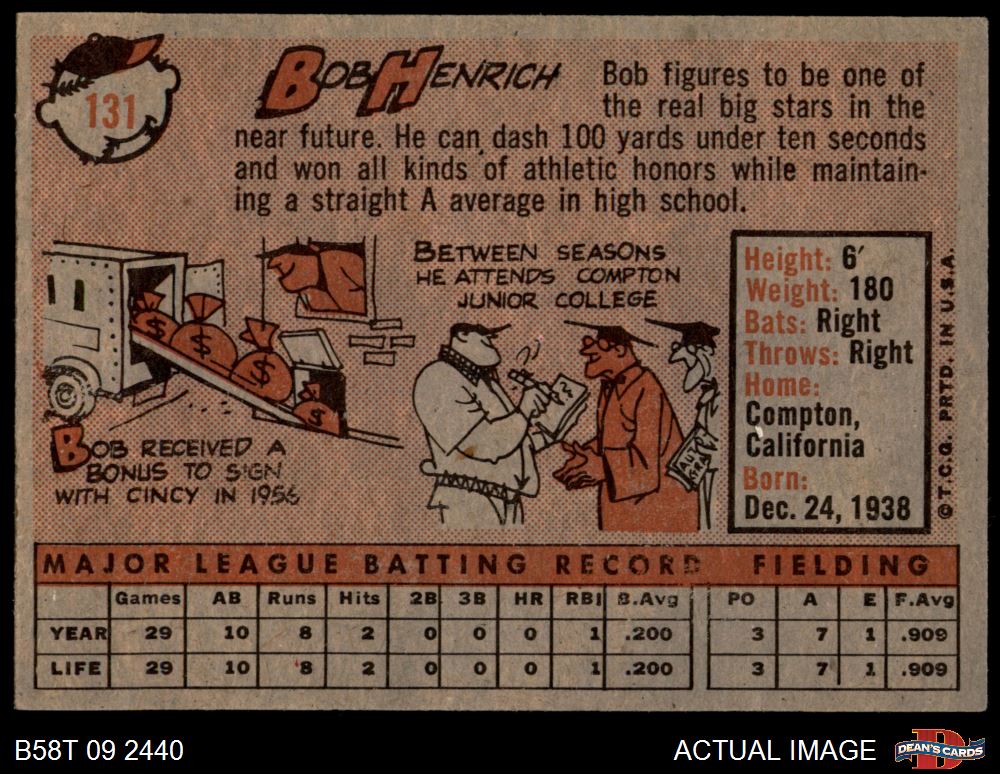 131
BOB HENRICH
Bob figures to be one of
the real big stars in the
near future. He can dash 100 yards under ten seconds
and won all kinds of athletic honors while maintain-
ing a straight A average in high school.
BETWEEN SEASONS
HE ATTENDS COMPTON
JUNIOR COLLEGE
$
$
$
$
BOB RECEIVED A
BONUS TO SIGN
WITH CINCY IN 1956
Height: 6′
Weight: 180
Bats: Right
Throws: Right
Home:
Compton,
California
Born:
Dec. 24, 1938
© T.C.G. PRTD. IN U.S.A.
MAJOR LEAGUE BATTING RECORD FIELDING
Games AB Runs Hits 2B 3B HR RBI B.Avg PO A E F.Avg
YEAR 29 10 8 2 0 0 0 1 .200 3 7 1 .909
LIFE 29 10 8 2 0 0 0 1 .200 3 7 1 .909
B58T 09 2440
ACTUAL IMAGE
D
DEAN'S CARDS